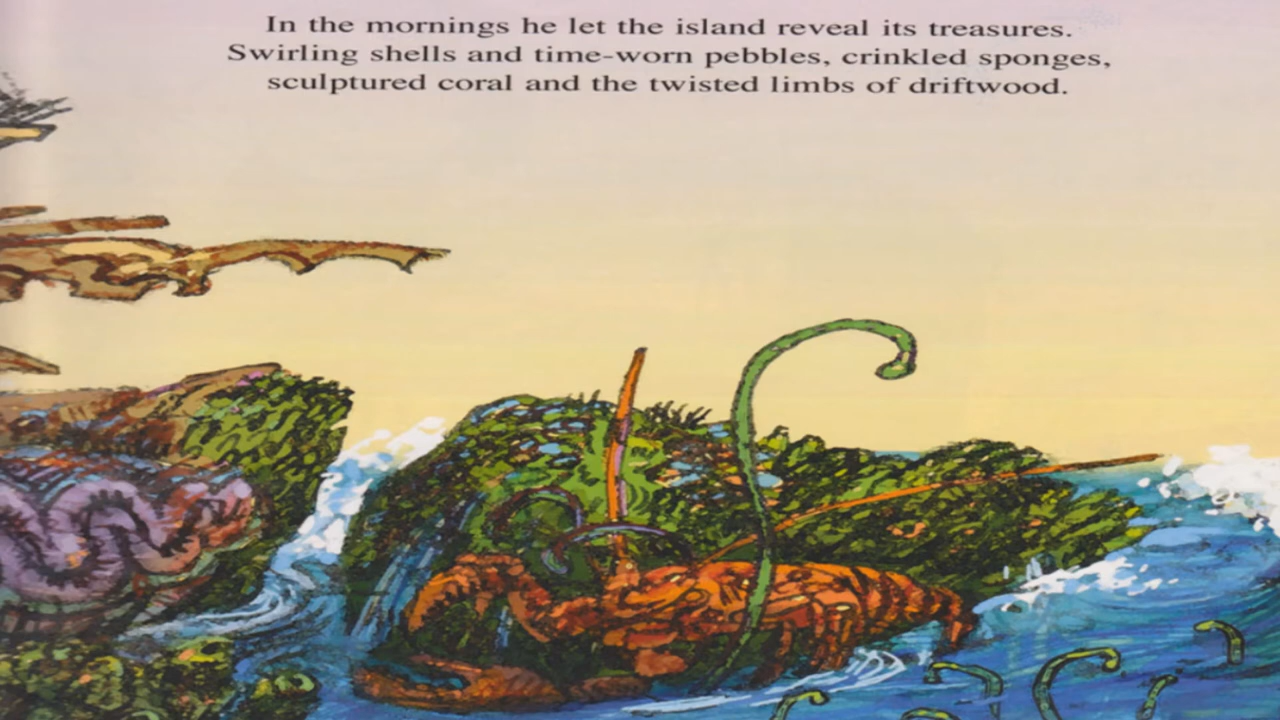 In the mornings he let the island reveal its treasures.
Swirling shells and time-worn pebbles, crinkled sponges,
sculptured coral and the twisted limbs of driftwood.